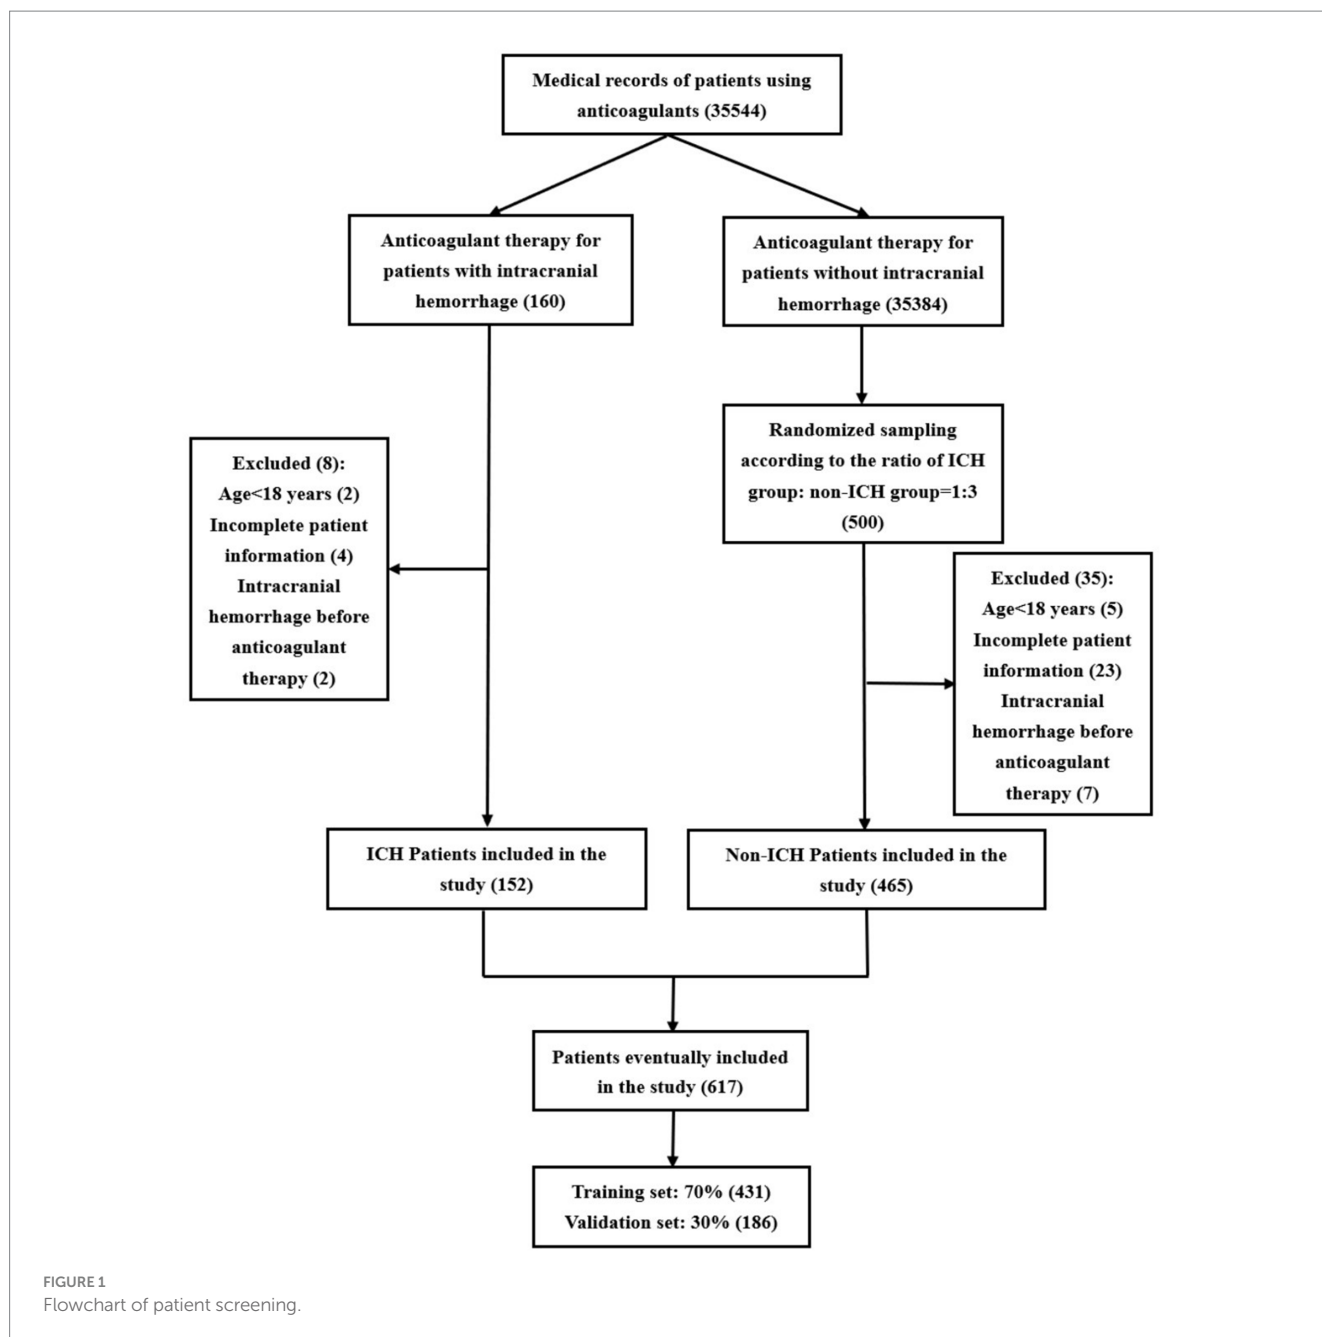 Medical records of patients using
anticoagulants (35544)
Anticoagulant therapy for
patients with intracranial
hemorrhage (160)
Anticoagulant therapy for
patients without intracranial
hemorrhage (35384)
Randomized sampling
according to the ratio of ICH
group: non-ICH group=1:3
(500)
Excluded (8):
Age<18 years (2)
Incomplete patient
information (4)
Intracranial
hemorrhage before
anticoagulant
therapy (2)
Excluded (35):
Age<18 years (5)
Incomplete patient
information (23)
Intracranial
hemorrhage before
anticoagulant
therapy (7)
ICH Patients included in the
study (152)
Non-ICH Patients included in the
study (465)
Patients eventually included
in the study (617)
Training set: 70% (431)
Validation set: 30% (186)
FIGURE 1
Flowchart of patient screening.